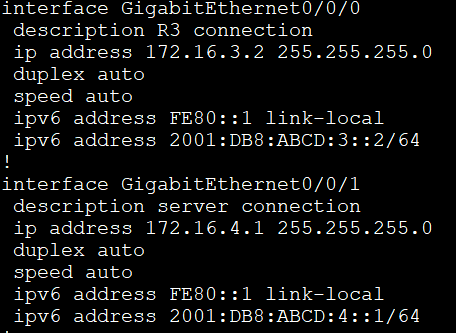 interface GigabitEthernet0/0/0
 description R3 connection
 ip address 172.16.3.2 255.255.255.0
 duplex auto
 speed auto
 ipv6 address FE80::1 link-local
 ipv6 address 2001:DB8:ABCD:3::2/64
!
interface GigabitEthernet0/0/1
 description server connection
 ip address 172.16.4.1 255.255.255.0
 duplex auto
 speed auto
 ipv6 address FE80::1 link-local
 ipv6 address 2001:DB8:ABCD:4::1/64